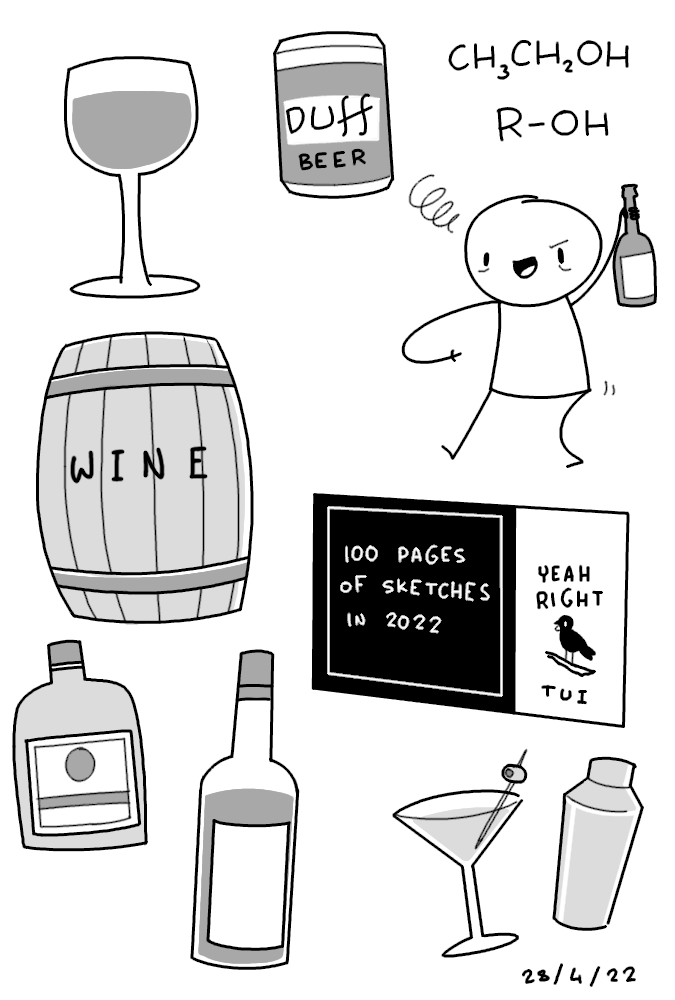 CH₃CH₂OH
R-OH
DUFF
BEER
WINE
100 PAGES
OF SKETCHES
IN 2022
YEAH
RIGHT
TUI
28/4/22